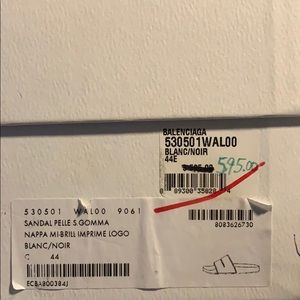 BALENCIAGA
530501WAL00
BLANC/NOIR
44E
595.00
530501 WAL00 9061
SANDAL PELLE S.GOMMA
NAPPA MI-BRILL IMPRIME LOGO
BLANC/NOIR
C 44
8083626730